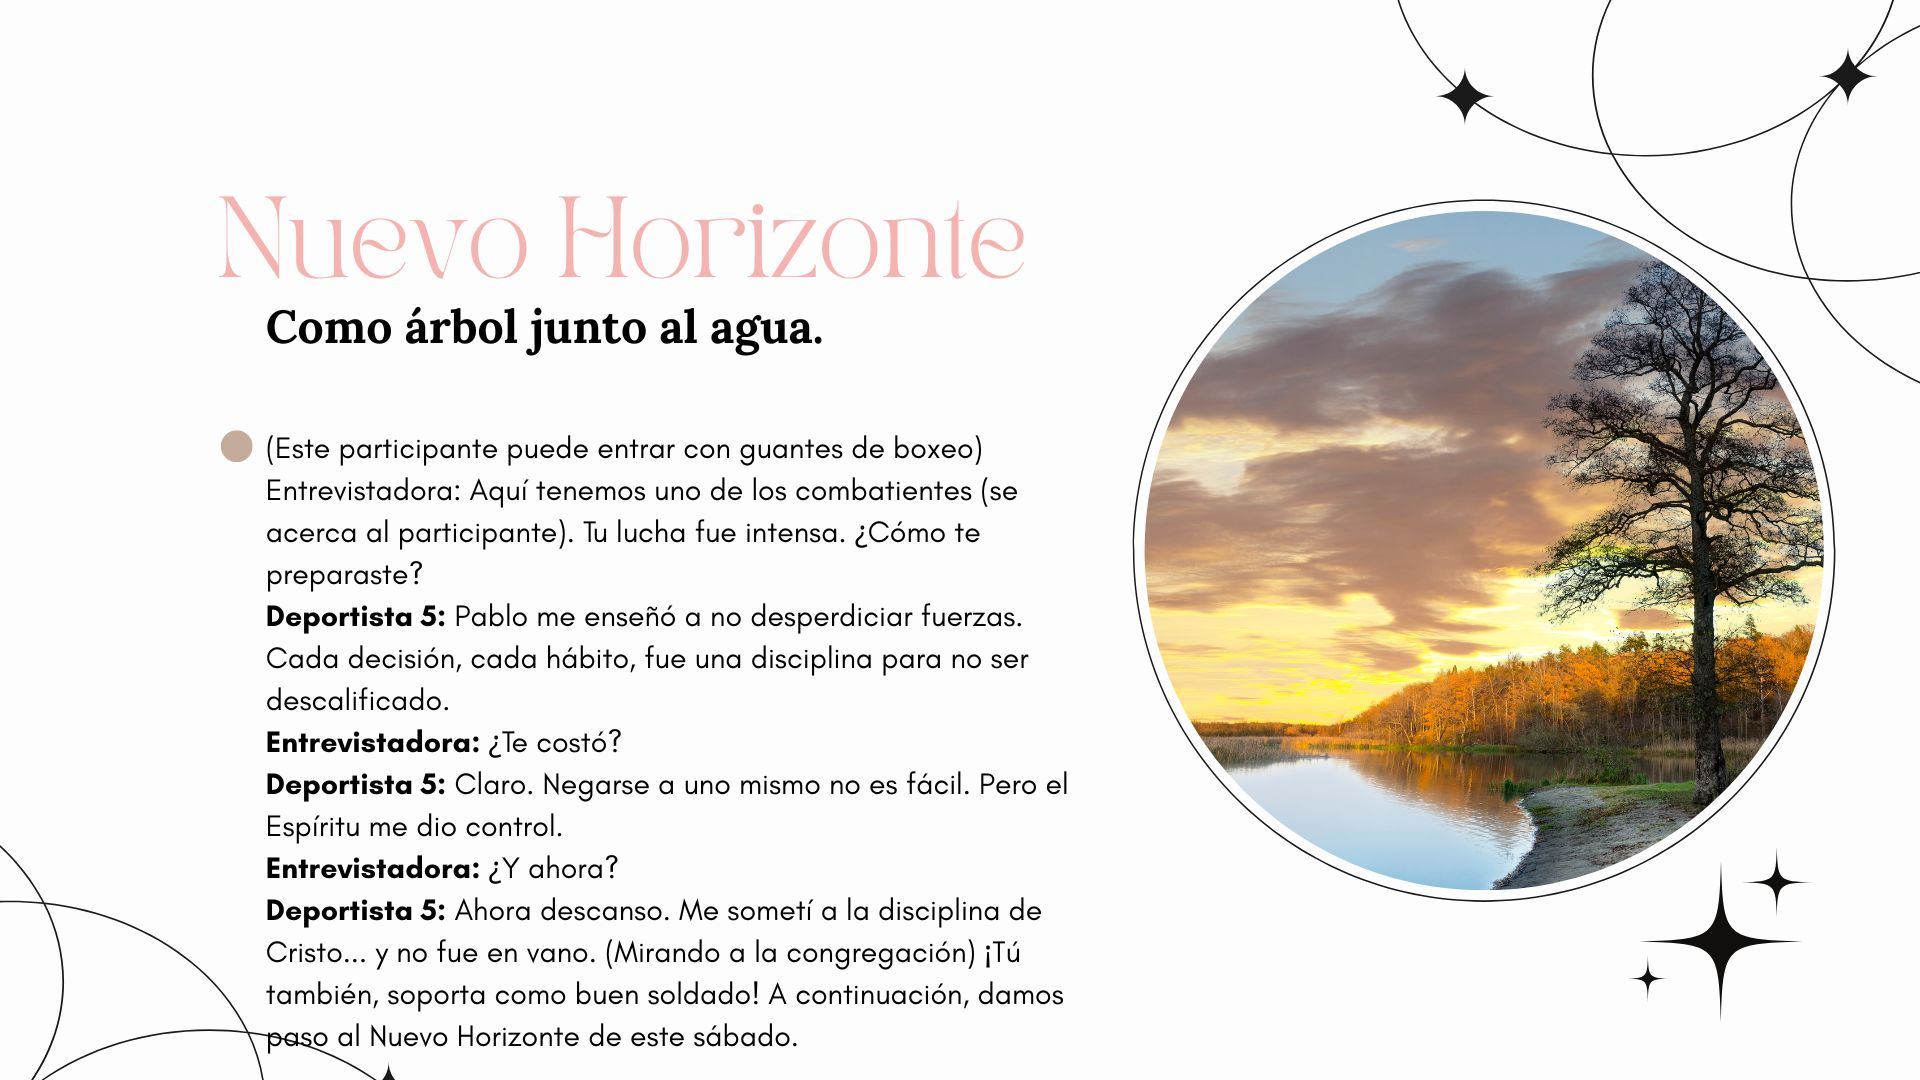 Nuevo Horizonte
Como árbol junto al agua.
(Este participante puede entrar con guantes de boxeo)
Entrevistadora: Aquí tenemos uno de los combatientes (se
acerca al participante). Tu lucha fue intensa. ¿Cómo te
preparaste?
Deportista 5: Pablo me enseñó a no desperdiciar fuerzas.
Cada decisión, cada hábito, fue una disciplina para no ser
descalificado.
Entrevistadora: ¿Te costó?
Deportista 5: Claro. Negarse a uno mismo no es fácil. Pero el
Espíritu me dio control.
Entrevistadora: ¿Y ahora?
Deportista 5: Ahora descanso. Me sometí a la disciplina de
Cristo... y no fue en vano. (Mirando a la congregación) ¡Tú
también, soporta como buen soldado! A continuación, damos
paso al Nuevo Horizonte de este sábado.